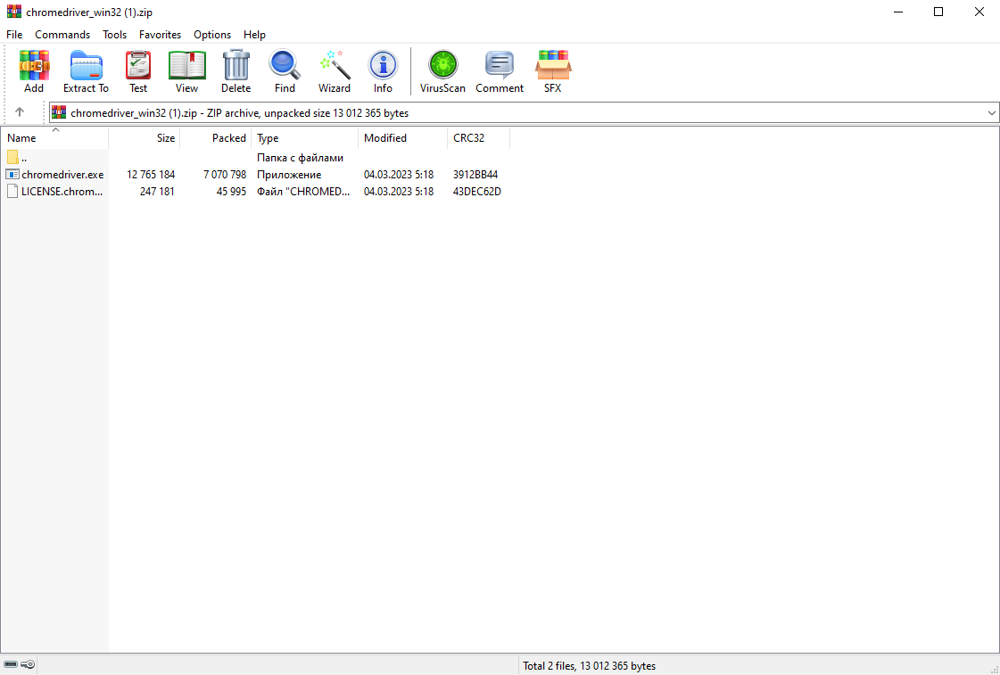 chromedriver_win32 (1).zip
File Commands Tools Favorites Options Help
Add Extract To Test View Delete Find Wizard Info VirusScan Comment SFX
chromedriver_win32 (1).zip - ZIP archive, unpacked size 13 012 365 bytes
Name Size Packed Type Modified CRC32
.. Папка с файлами
chromedriver.exe 12 765 184 7 070 798 Приложение 04.03.2023 5:18 3912BB44
LICENSE.chrom... 247 181 45 995 Файл "CHROMED... 04.03.2023 5:18 43DEC62D
Total 2 files, 13 012 365 bytes